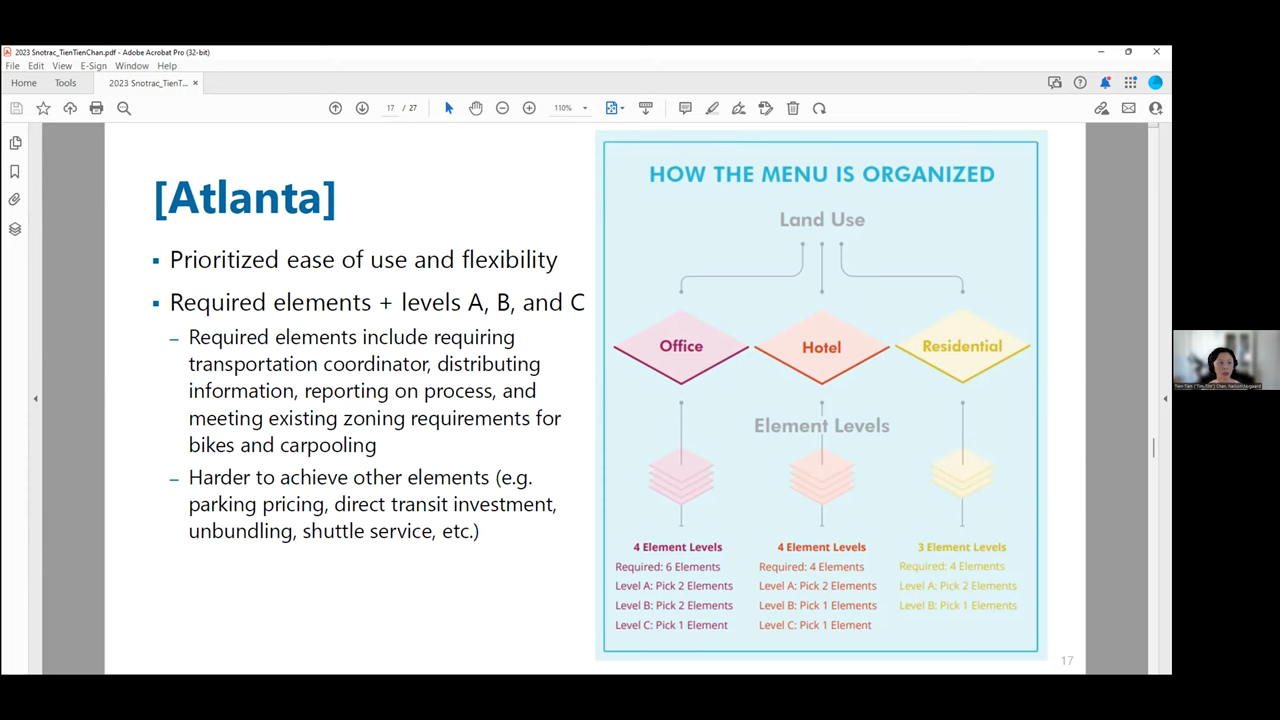 2023 Snotrac_TienTienChan.pdf - Adobe Acrobat Pro (32-bit)
File Edit View E-Sign Window Help
Home Tools 2023 Snotrac_TienT... ×
17 / 27 110%
[Atlanta]
▪ Prioritized ease of use and flexibility
▪ Required elements + levels A, B, and C
– Required elements include requiring
transportation coordinator, distributing
information, reporting on process, and
meeting existing zoning requirements for
bikes and carpooling
– Harder to achieve other elements (e.g.
parking pricing, direct transit investment,
unbundling, shuttle service, etc.)
HOW THE MENU IS ORGANIZED
Land Use
Office Hotel Residential
Element Levels
4 Element Levels 4 Element Levels 3 Element Levels
Required: 6 Elements Required: 4 Elements Required: 4 Elements
Level A: Pick 2 Elements Level A: Pick 2 Elements Level A: Pick 2 Elements
Level B: Pick 2 Elements Level B: Pick 1 Elements Level B: Pick 1 Elements
Level C: Pick 1 Element Level C: Pick 1 Element
17